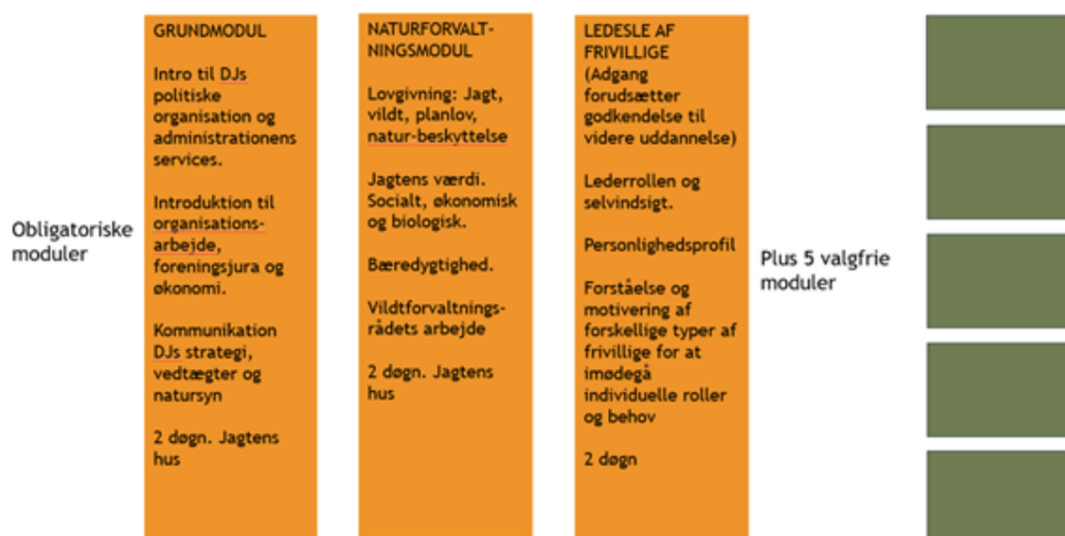 Obligatoriske
moduler
GRUNDMODUL
Intro til DJs
politiske
organisation og
administrationens
services.
Introduktion til
organisations-
arbejde,
foreningsjura og
økonomi.
Kommunikation
DJs strategi,
vedtægter og
natursyn
2 døgn. Jagtens
hus
NATURFORVALT-
NINGSMODUL
Lovgivning: Jagt,
vildt, planlov,
natur-beskyttelse
Jagtens værdi.
Socialt, økonomisk
og biologisk.
Bæredygtighed.
Vildtforvaltnings-
rådets arbejde
2 døgn. Jagtens
hus
LEDESLE AF
FRIVILLIGE
(Adgang
forudsætter
godkendelse til
videre uddannelse)
Lederrollen og
selvindsigt.
Personlighedsprofil
Forståelse og
motivering af
forskellige typer af
frivillige for at
imødegå
individuelle roller
og behov
2 døgn
Plus 5 valgfrie
moduler